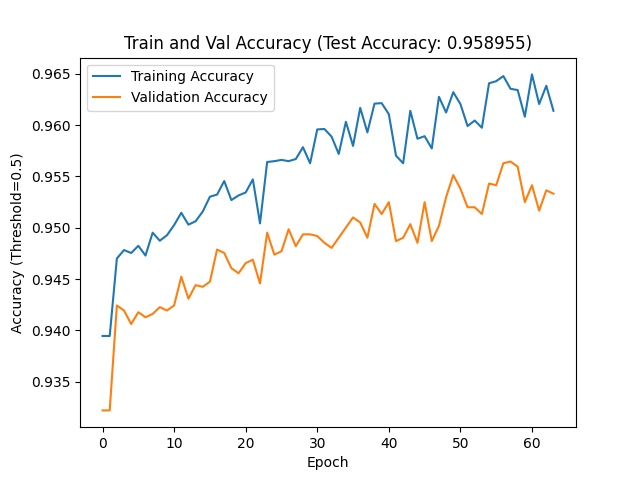 Train and Val Accuracy (Test Accuracy: 0.958955)
Training Accuracy
Validation Accuracy
0.965
0.960
0.955
0.950
0.945
0.940
0.935
Accuracy (Threshold=0.5)
0 10 20 30 40 50 60
Epoch